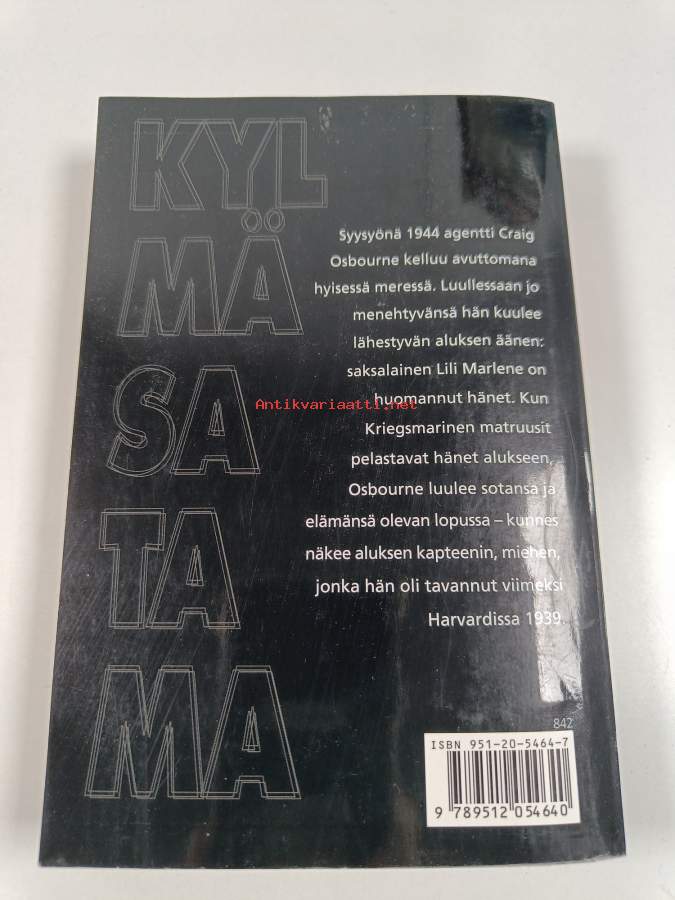 KYL
MÄ
SA
TA
MA
Syysyönä 1944 agentti Craig
Osbourne kelluu avuttomana
hyisessä meressä. Luullessaan jo
menehtyvänsä hän kuulee
lähestyvän aluksen äänen:
saksalainen Lili Marlene on
huomannut hänet. Kun
Kriegsmarinen matruusit
pelastavat hänet alukseen,
Osbourne luulee sotansa ja
elämänsä olevan lopussa – kunnes
näkee aluksen kapteenin, miehen,
jonka hän oli tavannut viimeksi
Harvardissa 1939.
Antikvariaatti.net
842
ISBN 951-20-5464-7
9 789512 054640